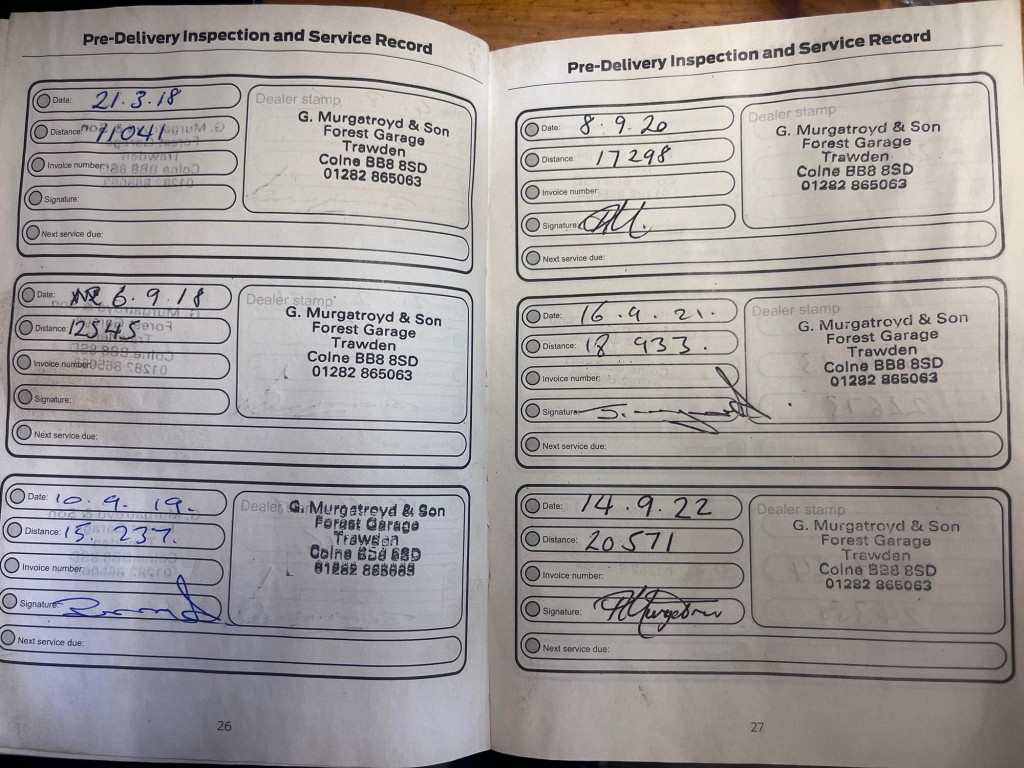 Pre-Delivery Inspection and Service Record
Date: 21.3.18
Distance: 11041
Invoice number:
Signature:
Next service due:
Dealer stamp
G. Murgatroyd & Son
Forest Garage
Trawden
Colne BB8 8SD
01282 865063
Date: 6.9.18
Distance: 12545
Invoice number:
Signature:
Next service due:
Dealer stamp
G. Murgatroyd & Son
Forest Garage
Trawden
Colne BB8 8SD
01282 865063
Date: 10.9.19.
Distance: 15.237.
Invoice number:
Signature:
Next service due:
Dealer
G. Murgatroyd & Son
Forest Garage
Trawden
Colne BB8 8SD
01282 865063
26
Pre-Delivery Inspection and Service Record
Date: 8.9.20
Distance: 17298
Invoice number:
Signature:
Next service due:
Dealer stamp
G. Murgatroyd & Son
Forest Garage
Trawden
Colne BB8 8SD
01282 865063
Date: 16.9.21.
Distance: 18 933.
Invoice number:
Signature:
Next service due:
Dealer stamp
G. Murgatroyd & Son
Forest Garage
Trawden
Colne BB8 8SD
01282 865063
Date: 14.9.22
Distance: 20571
Invoice number:
Signature:
Next service due:
Dealer stamp
G. Murgatroyd & Son
Forest Garage
Trawden
Colne BB8 8SD
01282 865063
27